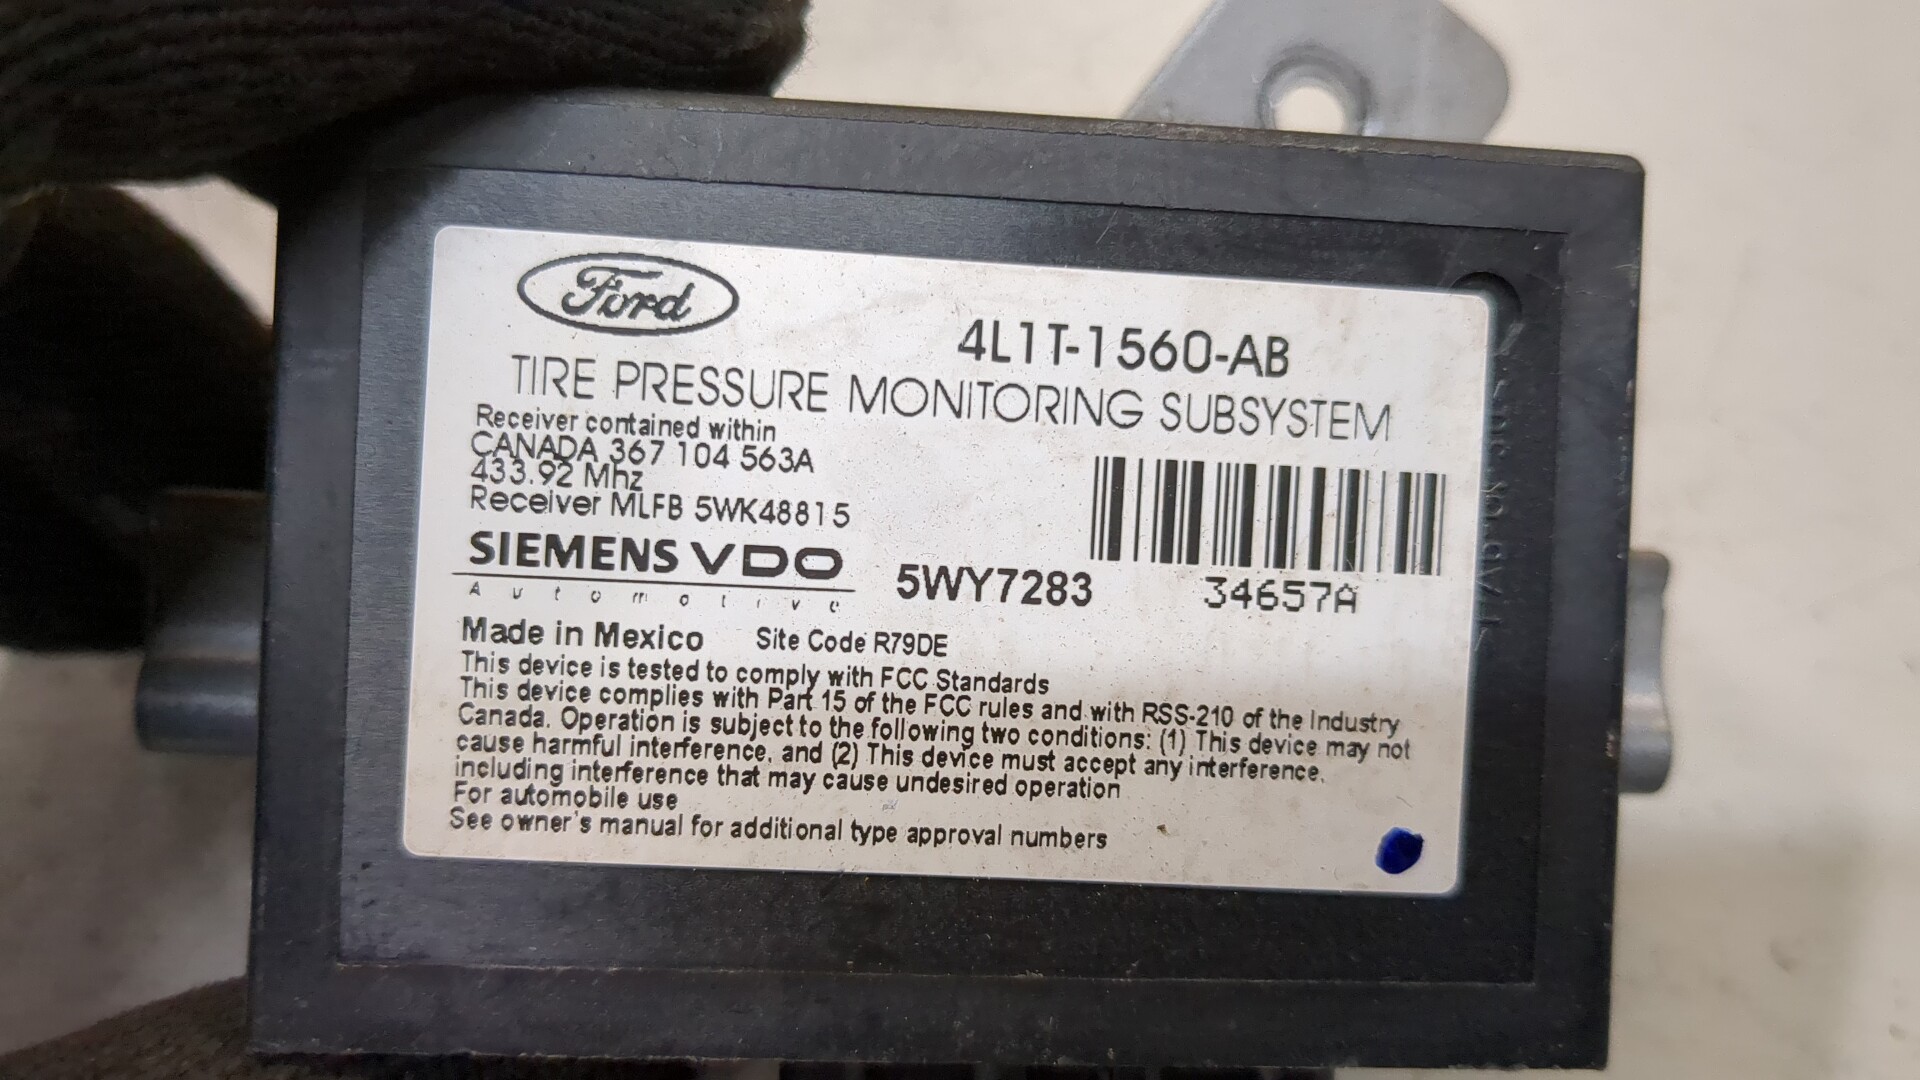 Ford
4L1T-1560-AB
TIRE PRESSURE MONITORING SUBSYSTEM
Receiver contained within
CANADA 367 104 563A
433.92 Mhz
Receiver MLFB 5WK48815
SIEMENS VDO
Automotive
5WY7283
34657A
Made in Mexico Site Code R79DE
This device is tested to comply with FCC Standards
This device complies with Part 15 of the FCC rules and with RSS-210 of the Industry
Canada. Operation is subject to the following two conditions: (1) This device may not
cause harmful interference, and (2) This device must accept any interference,
including interference that may cause undesired operation
For automobile use
See owner's manual for additional type approval numbers